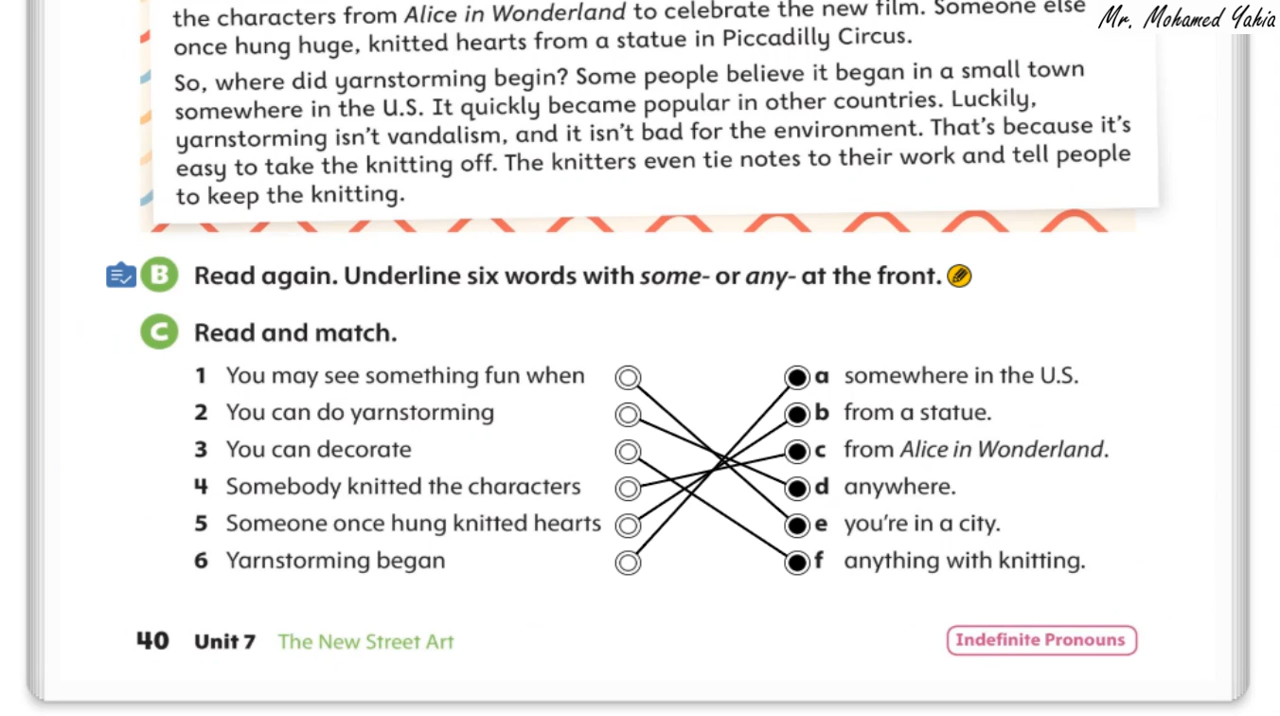 Mr. Mohamed Yahia
the characters from Alice in Wonderland to celebrate the new film. Someone else
once hung huge, knitted hearts from a statue in Piccadilly Circus.
So, where did yarnstorming begin? Some people believe it began in a small town
somewhere in the U.S. It quickly became popular in other countries. Luckily,
yarnstorming isn't vandalism, and it isn't bad for the environment. That's because it's
easy to take the knitting off. The knitters even tie notes to their work and tell people
to keep the knitting.
B Read again. Underline six words with some- or any- at the front.
C Read and match.
1 You may see something fun when
2 You can do yarnstorming
3 You can decorate
4 Somebody knitted the characters
5 Someone once hung knitted hearts
6 Yarnstorming began
a somewhere in the U.S.
b from a statue.
c from Alice in Wonderland.
d anywhere.
e you're in a city.
f anything with knitting.
40 Unit 7 The New Street Art
Indefinite Pronouns